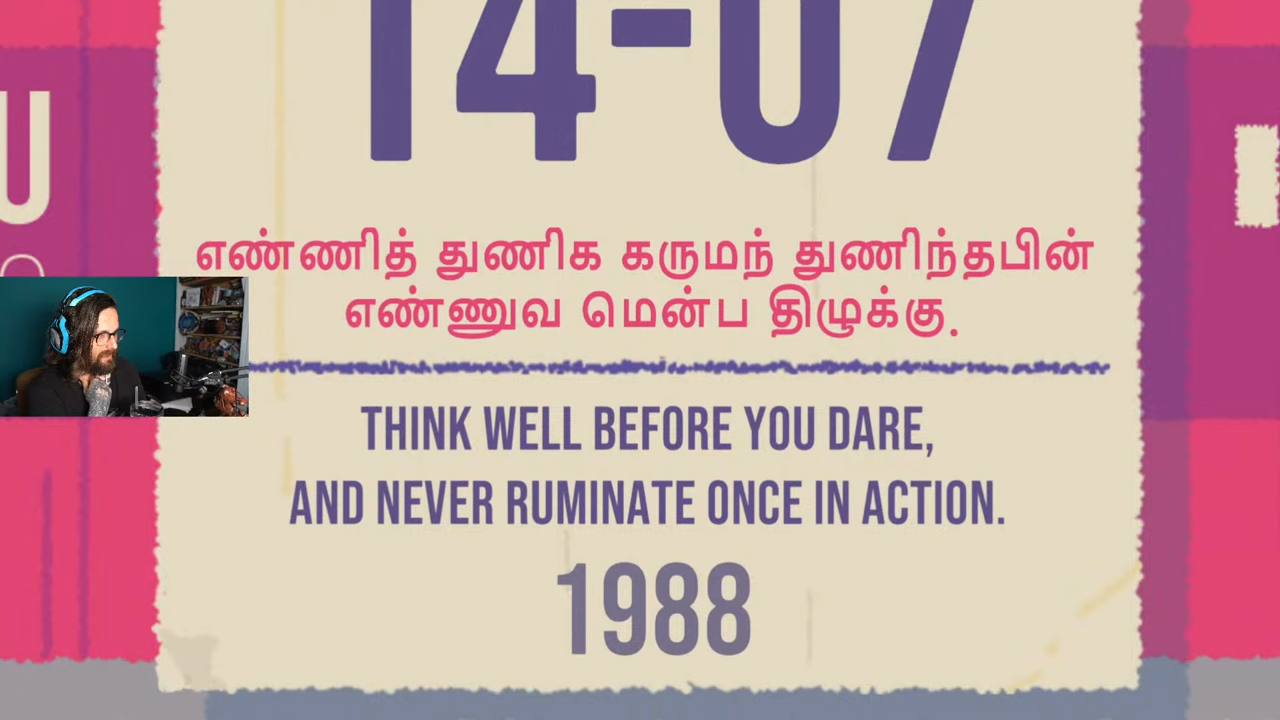 14-07
U
எண்ணித் துணிக கருமந் துணிந்தபின்
எண்ணுவ மென்ப திழுக்கு.
THINK WELL BEFORE YOU DARE,
AND NEVER RUMINATE ONCE IN ACTION.
1988